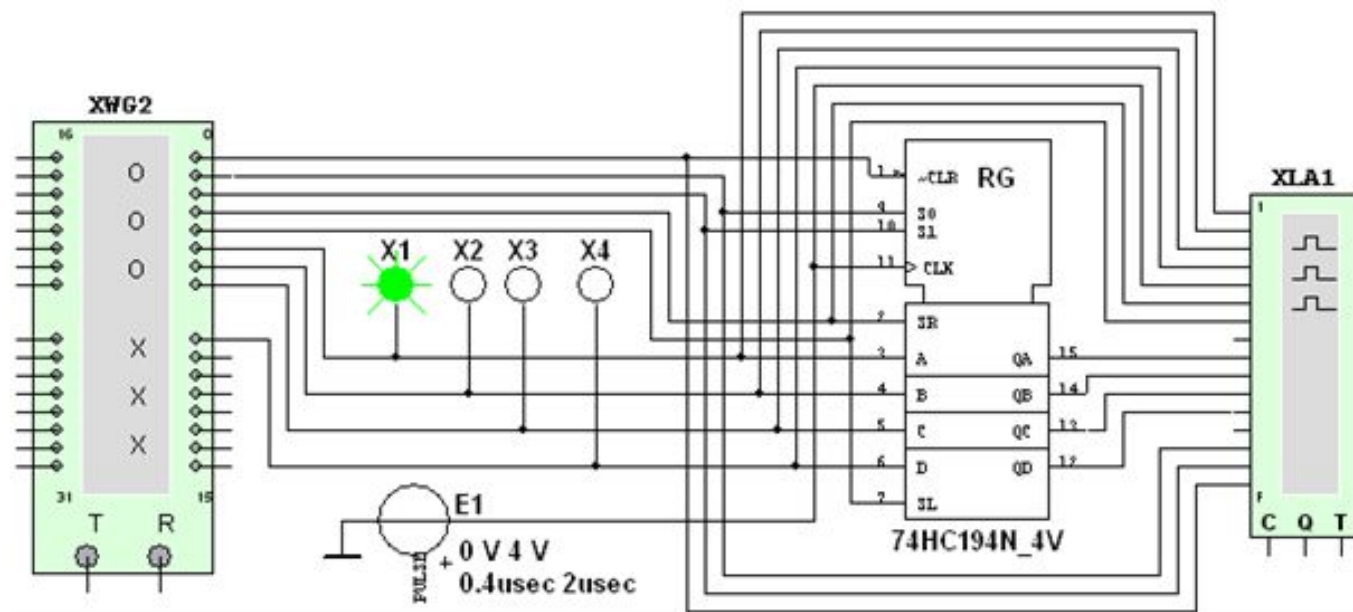 XWG2
16 0
O
O
O
X
X
X
31 15
T R
X1 X2 X3 X4
E1
0 V 4 V
0.4usec 2usec
+
PULSE
1 ~CLR RG
9 S0
10 S1
11 CLK
2 SR
3 A QA 15
4 B QB 14
5 C QC 13
6 D QD 12
7 SL
74HC194N_4V
XLA1
1
F
C Q T